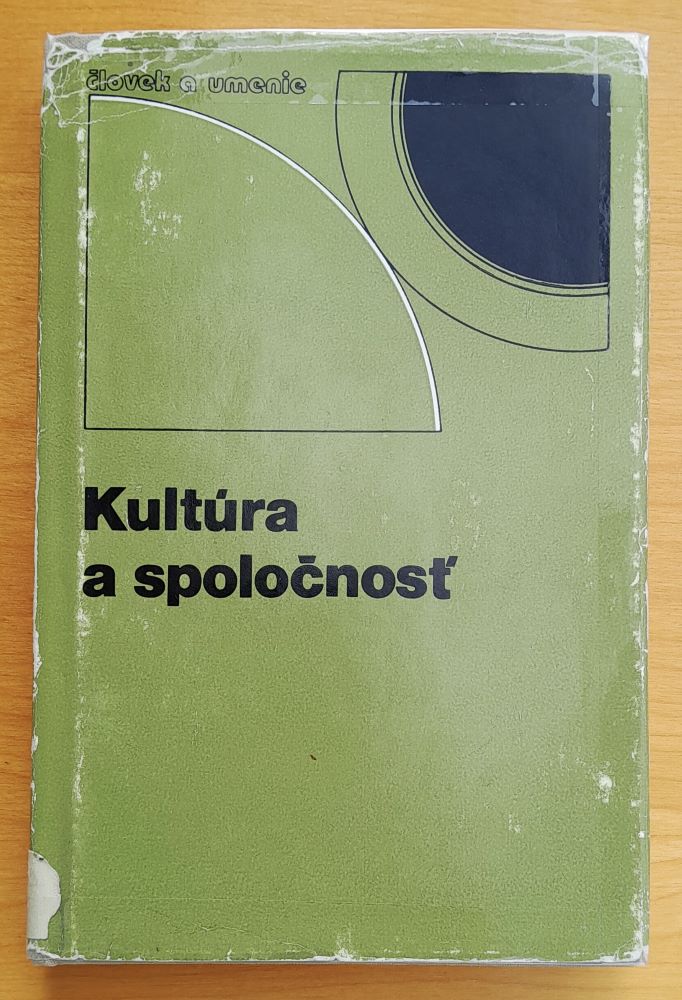 človek a umenie
Kultúra
a spoločnosť